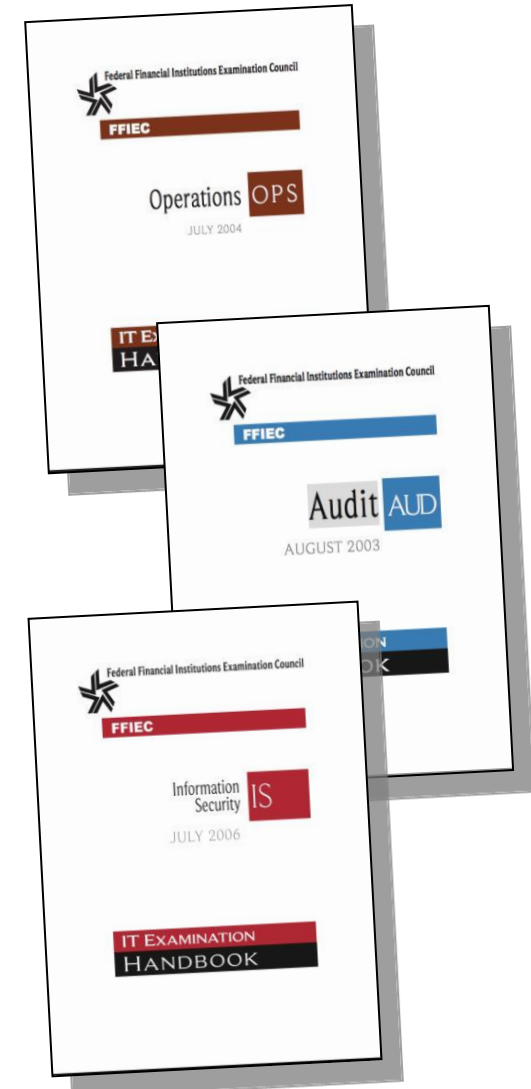 Federal Financial Institutions Examination Council
FFIEC
Operations OPS
JULY 2004
IT E
HA
Federal Financial Institutions Examination Council
FFIEC
Audit AUD
AUGUST 2003
ON
OK
Federal Financial Institutions Examination Council
FFIEC
Information
Security IS
JULY 2006
IT EXAMINATION
HANDBOOK